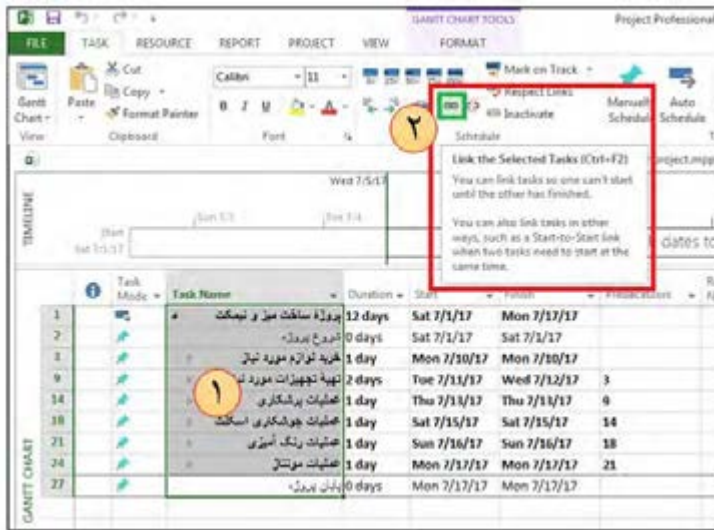 GANTT CHART TOOLS
Project Professional
FILE TASK RESOURCE REPORT PROJECT VIEW FORMAT
Gantt Chart
Paste
Cut
Copy
Format Painter
Calibri 11
B I U
Mark on Track
Respect Links
Inactivate
Manually Schedule
Auto Schedule
View Clipboard Font Schedule
۲
Link the Selected Tasks (Ctrl+F2)
You can link tasks so one can't start
until the other has finished.
You can also link tasks in other
ways, such as a Start-to-Start link
when two tasks need to start at the
same time.
project.mpp
TIMELINE
Wed 7/5/17
Start
Sat 7/1/17
dates to
Task Mode Task Name Duration Start Finish Predecessors
1 پروژه ساخت میز و نیمکت 12 days Sat 7/1/17 Mon 7/17/17
2 شروع پروژه 0 days Sat 7/1/17 Sat 7/1/17
خرید لوازم مورد نیاز 1 day Mon 7/10/17 Mon 7/10/17
9 تهیهٔ تجهیزات مورد 2 days Tue 7/11/17 Wed 7/12/17 3
14 عملیات برشکاری 1 day Thu 7/13/17 Thu 7/13/17 9
18 عملیات جوشکاری اسکلت 1 day Sat 7/15/17 Sat 7/15/17 14
21 عملیات رنگ آمیزی 1 day Sun 7/16/17 Sun 7/16/17 18
24 عملیات مونتاژ 1 day Mon 7/17/17 Mon 7/17/17 21
27 پایان پروژه 0 days Mon 7/17/17 Mon 7/17/17
۱
GANTT CHART